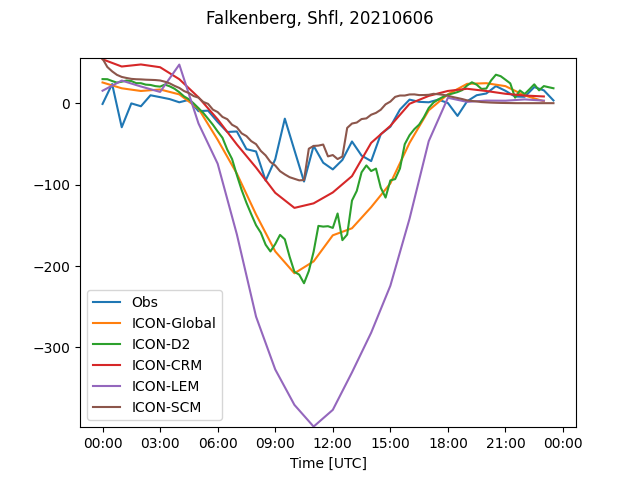 Falkenberg, Shfl, 20210606
0
−100
−200
−300
Obs
ICON-Global
ICON-D2
ICON-CRM
ICON-LEM
ICON-SCM
00:00 03:00 06:00 09:00 12:00 15:00 18:00 21:00 00:00
Time [UTC]